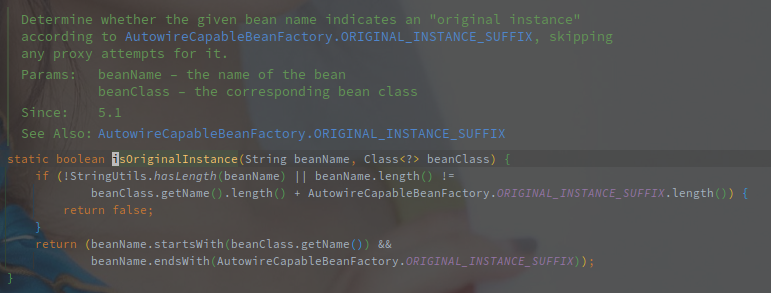 Determine whether the given bean name indicates an "original instance"
according to AutowireCapableBeanFactory.ORIGINAL_INSTANCE_SUFFIX, skipping
any proxy attempts for it.
Params: beanName – the name of the bean
beanClass – the corresponding bean class
Since: 5.1
See Also: AutowireCapableBeanFactory.ORIGINAL_INSTANCE_SUFFIX
static boolean isOriginalInstance(String beanName, Class<?> beanClass) {
if (!StringUtils.hasLength(beanName) || beanName.length() !=
beanClass.getName().length() + AutowireCapableBeanFactory.ORIGINAL_INSTANCE_SUFFIX.length()) {
return false;
}
return (beanName.startsWith(beanClass.getName()) &&
beanName.endsWith(AutowireCapableBeanFactory.ORIGINAL_INSTANCE_SUFFIX));
}